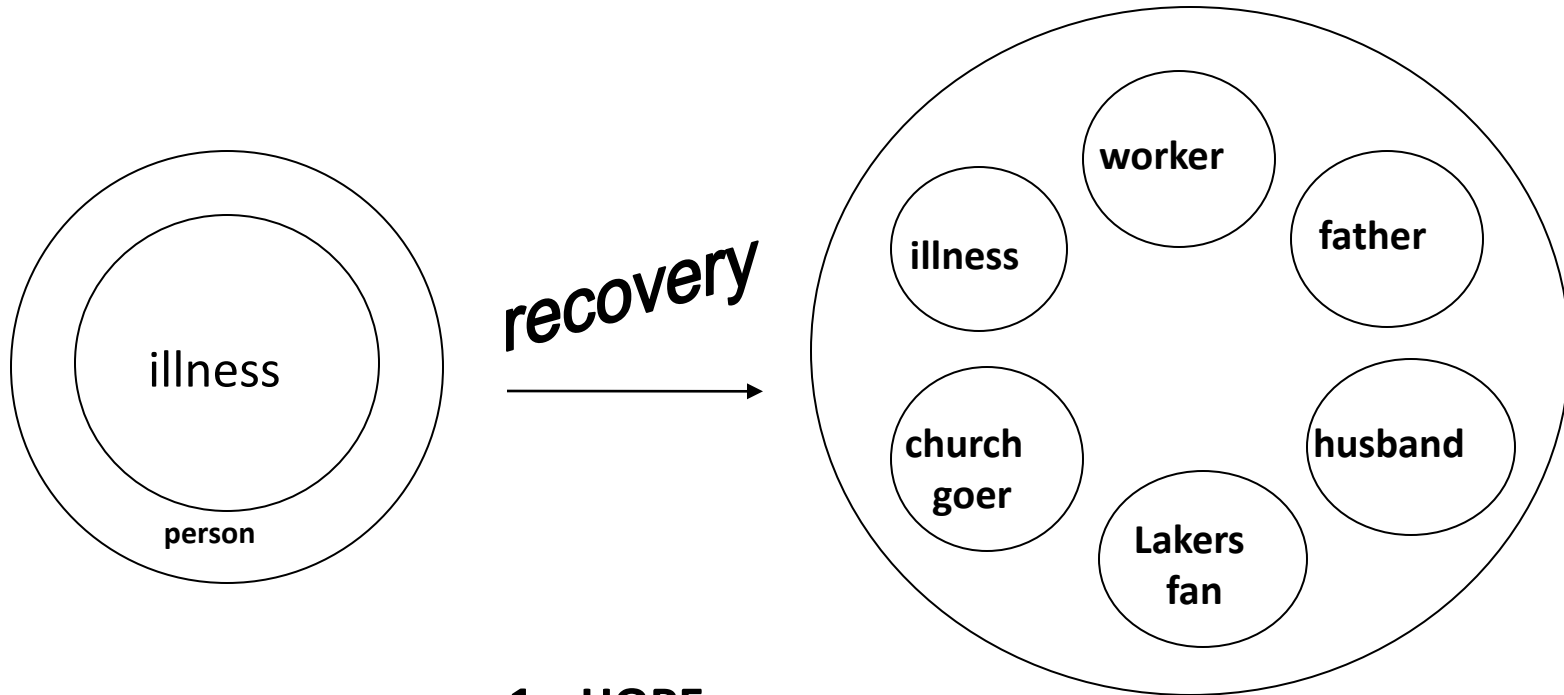 illness
person
recovery
worker
illness
father
church
goer
husband
Lakers
fan